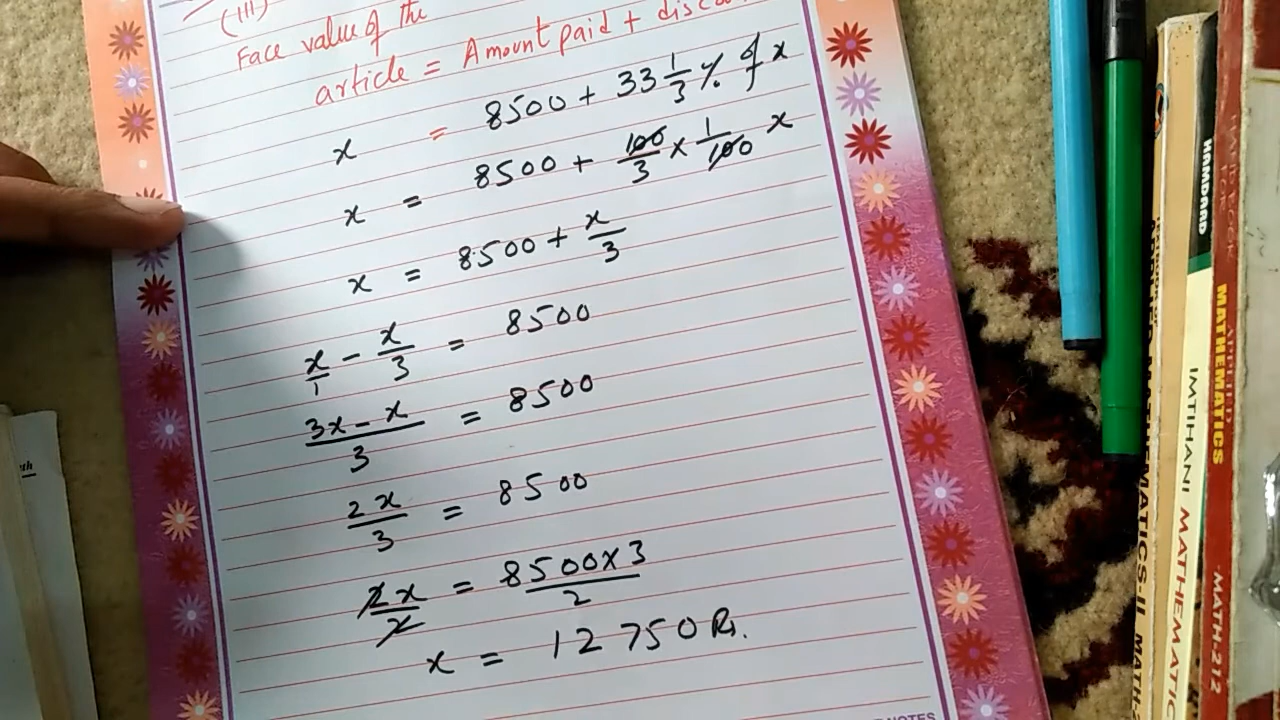 (III)
Face value of the
article = Amount paid +
x = 8500 + 33 1/3 % of x
x = 8500 + 100/3 x 1/100 x
x = 8500 + x/3
x/1 - x/3 = 8500
3x - x/3 = 8500
2x/3 = 8500
2x/2 = 8500 x 3/2
x = 12750 Rs.
NOTES
HAMDARD
MATHEMATICS-II
IMTIHANI MATHEMATIC
MATHEMATICS
MATH-212